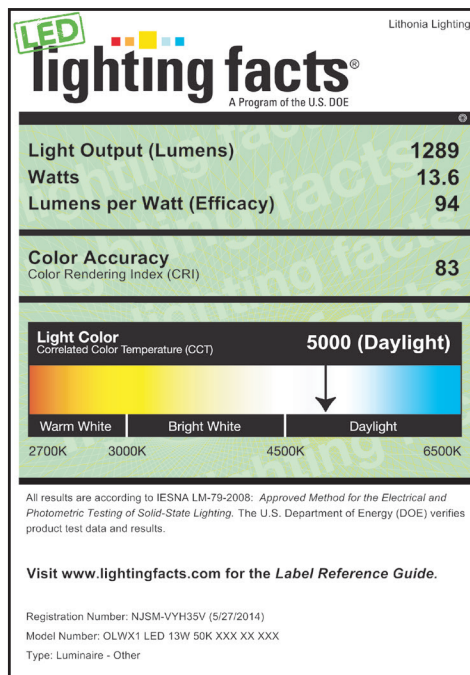 Lithonia Lighting
LED
lighting facts®
A Program of the U.S. DOE
Light Output (Lumens) 1289
Watts 13.6
Lumens per Watt (Efficacy) 94
Color Accuracy
Color Rendering Index (CRI) 83
Light Color
Correlated Color Temperature (CCT) 5000 (Daylight)
Warm White Bright White Daylight
2700K 3000K 4500K 6500K
All results are according to IESNA LM-79-2008: Approved Method for the Electrical and
Photometric Testing of Solid-State Lighting. The U.S. Department of Energy (DOE) verifies
product test data and results.
Visit www.lightingfacts.com for the Label Reference Guide.
Registration Number: NJSM-VYH35V (5/27/2014)
Model Number: OLWX1 LED 13W 50K XXX XX XXX
Type: Luminaire - Other